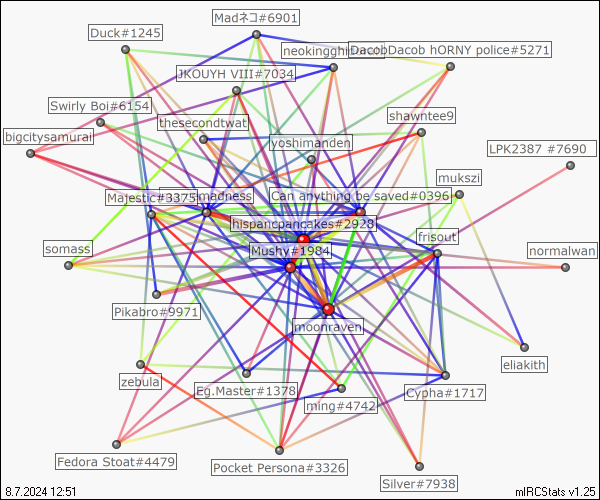 Madネコ#6901
Duck#1245
DacobDacob hORNY police#5271
JKOUYH VIII#7034
Swirly Boi#6154
shawntee9
thesecondtwat
bigcitysamurai
yoshimanden
LPK2387 #7690
mukszi
Majestic#3375
Can anything be saved#0396
hispancpancakes#2928
frisout
somass
Mushy#1984
normalwan
Pikabro#9971
moonraven
eliakith
zebula
Eg.Master#1378
Cypha#1717
ming#4742
Fedora Stoat#4479
Pocket Persona#3326
Silver#7938
8.7.2024 12:51
mIRCStats v1.25